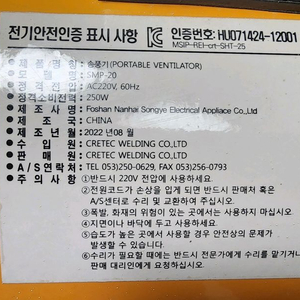 전기안전인증 표시 사항 인증번호: HU071424-12001
MSIP-REI-cn-SHT-25
제품명 : 송풍기(PORTABLE VENTILATOR)
모델명 : SMP-20
정격전압 : AC220V, 60Hz
정격소비전력 : 250W
제조원 : Foshan Nanhai Songye Electrical Appliace Co.,LTD
제조국 : CHINA
제조년월 : 2022년 08월
수입원 : CRETEC WELDING CO.,LTD
판매원 : CRETEC WELDING CO.,LTD
A/S연락처 : TEL 053)250-0629, FAX 053)256-0793
주의사항 : ①반드시 220V 전압에 사용하세요.
②전원코드가 손상을 입게 되면 반드시 판매처 혹은
A/S센터로 수리 및 교환하여 주십시오.
③폭발, 화재의 위험이 있는 곳에서는 사용하지 마십시오.
④지면이나 바닥에 두고 사용하세요.
⑤높이 있는 곳에서 사용할 경우 안전상의 문제가
발생할 수 있습니다.
⑥수리가 필요할 때에는 반드시 전문가에게 수리를 맡기거나
판매 대리인에게 요청하십시오.